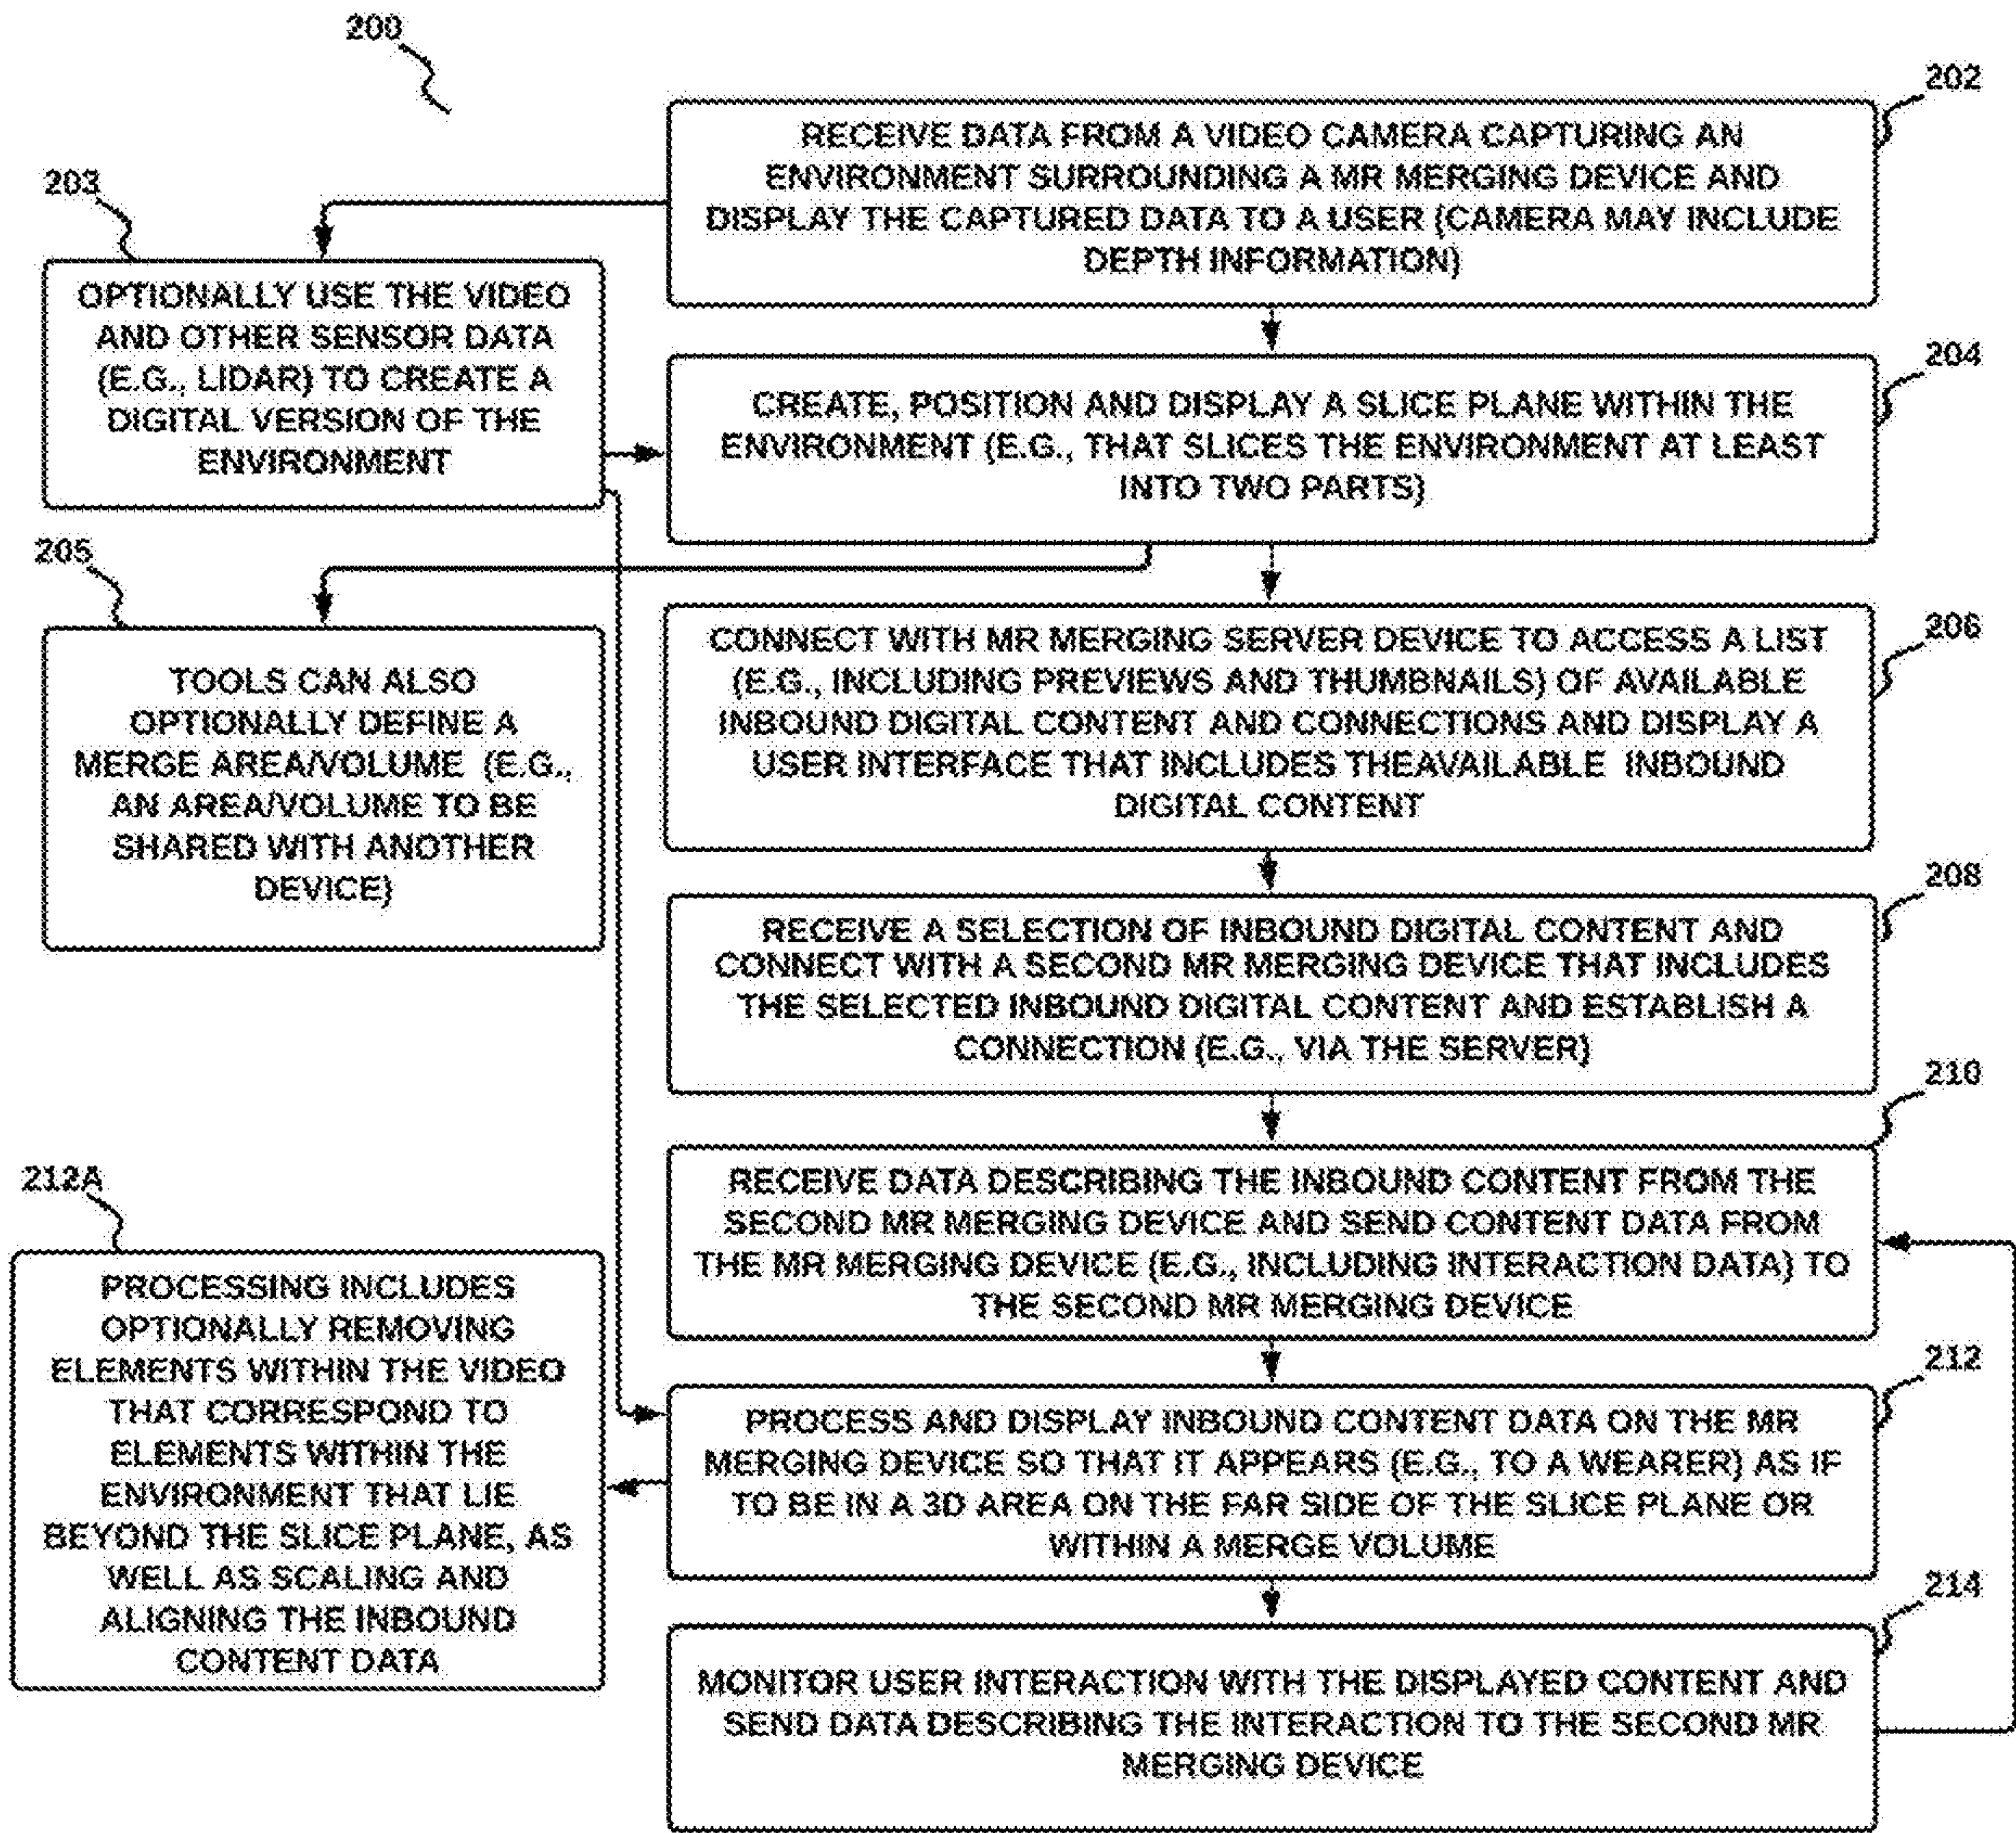 200
202
RECEIVE DATA FROM A VIDEO CAMERA CAPTURING AN
ENVIRONMENT SURROUNDING A MR MERGING DEVICE AND
DISPLAY THE CAPTURED DATA TO A USER (CAMERA MAY INCLUDE
DEPTH INFORMATION)
203
OPTIONALLY USE THE VIDEO
AND OTHER SENSOR DATA
(E.G., LIDAR) TO CREATE A
DIGITAL VERSION OF THE
ENVIRONMENT
204
CREATE, POSITION AND DISPLAY A SLICE PLANE WITHIN THE
ENVIRONMENT (E.G., THAT SLICES THE ENVIRONMENT AT LEAST
INTO TWO PARTS)
205
TOOLS CAN ALSO
OPTIONALLY DEFINE A
MERGE AREA/VOLUME (E.G.,
AN AREA/VOLUME TO BE
SHARED WITH ANOTHER
DEVICE)
206
CONNECT WITH MR MERGING SERVER DEVICE TO ACCESS A LIST
(E.G., INCLUDING PREVIEWS AND THUMBNAILS) OF AVAILABLE
INBOUND DIGITAL CONTENT AND CONNECTIONS AND DISPLAY A
USER INTERFACE THAT INCLUDES THEAVAILABLE INBOUND
DIGITAL CONTENT
208
RECEIVE A SELECTION OF INBOUND DIGITAL CONTENT AND
CONNECT WITH A SECOND MR MERGING DEVICE THAT INCLUDES
THE SELECTED INBOUND DIGITAL CONTENT AND ESTABLISH A
CONNECTION (E.G., VIA THE SERVER)
210
RECEIVE DATA DESCRIBING THE INBOUND CONTENT FROM THE
SECOND MR MERGING DEVICE AND SEND CONTENT DATA FROM
THE MR MERGING DEVICE (E.G., INCLUDING INTERACTION DATA) TO
THE SECOND MR MERGING DEVICE
212A
PROCESSING INCLUDES
OPTIONALLY REMOVING
ELEMENTS WITHIN THE VIDEO
THAT CORRESPOND TO
ELEMENTS WITHIN THE
ENVIRONMENT THAT LIE
BEYOND THE SLICE PLANE, AS
WELL AS SCALING AND
ALIGNING THE INBOUND
CONTENT DATA
212
PROCESS AND DISPLAY INBOUND CONTENT DATA ON THE MR
MERGING DEVICE SO THAT IT APPEARS (E.G., TO A WEARER) AS IF
TO BE IN A 3D AREA ON THE FAR SIDE OF THE SLICE PLANE OR
WITHIN A MERGE VOLUME
214
MONITOR USER INTERACTION WITH THE DISPLAYED CONTENT AND
SEND DATA DESCRIBING THE INTERACTION TO THE SECOND MR
MERGING DEVICE